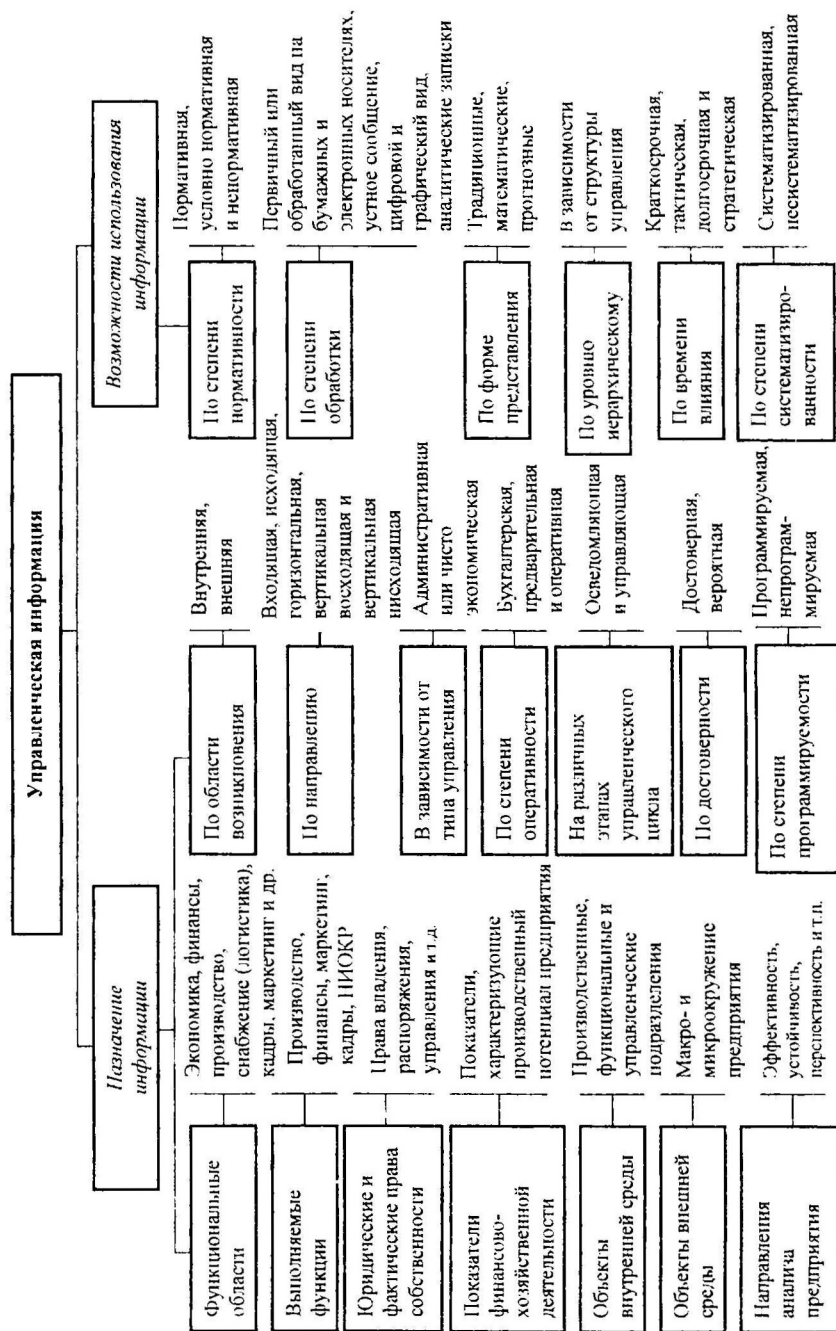 Управленческая информация
Назначение
информации
Функциональные
области
Экономика, финансы,
производство,
снабжение (логистика),
кадры, маркетинг и др.
Выполняемые
функции
Производство,
финансы, маркетинг,
кадры, НИОКР
Юридические и
фактические права
собственности
Права владения,
распоряжения,
управления и т.д.
Показатели
финансово-
хозяйственной
деятельности
Показатели,
характеризующие
производственный
потенциал предприятия
Объекты
внутренней среды
Производственные,
функциональные и
управленческие
подразделения
Объекты внешней
среды
Макро- и
микроокружение
предприятия
Направления
анализа
предприятия
Эффективность,
устойчивость,
перспективность и т.п.
По области
возникновения
Внутренняя,
внешняя
По направлению
Входящая, исходящая,
горизонтальная,
вертикальная
восходящая и
вертикальная
нисходящая
В зависимости от
типа управления
Административная
или чисто
экономическая
По степени
оперативности
Бухгалтерская,
предварительная
и оперативная
На различных
этапах
управленческого
цикла
Осведомляющая
и управляющая
По достоверности
Достоверная,
вероятная
По степени
программируемости
Программируемая,
непрограм-
мируемая
Возможности использования
информации
По степени
нормативности
Нормативная,
условно нормативная
и ненормативная
По степени
обработки
Первичный или
обработанный вид на
бумажных и
электронных носителях,
устное сообщение,
цифровой и
графический вид,
аналитические записки
По форме
представления
Традиционные,
математические,
прогнозные
По уровню
иерархическому
В зависимости
от структуры
управления
По времени
влияния
Краткосрочная,
тактическая,
долгосрочная и
стратегическая
По степени
систематизиро-
ванности
Систематизированная,
несистематизированная